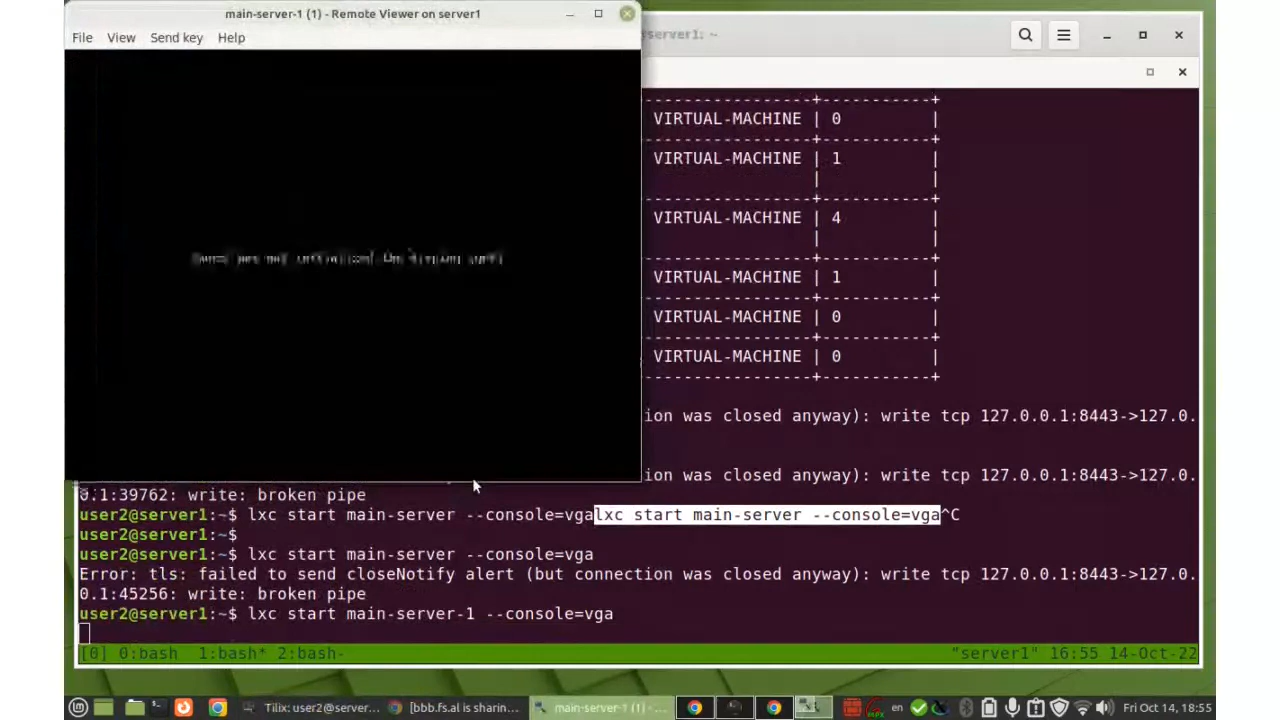 main-server-1 (1) - Remote Viewer on server1
File View Send key Help
server1: ~
VIRTUAL-MACHINE | 0 |
VIRTUAL-MACHINE | 1 |
VIRTUAL-MACHINE | 4 |
VIRTUAL-MACHINE | 1 |
VIRTUAL-MACHINE | 0 |
VIRTUAL-MACHINE | 0 |
ion was closed anyway): write tcp 127.0.0.1:8443->127.0.
ion was closed anyway): write tcp 127.0.0.1:8443->127.0.
0.1:39762: write: broken pipe
user2@server1:~$ lxc start main-server --console=vgalxc start main-server --console=vga^C
user2@server1:~$
user2@server1:~$ lxc start main-server --console=vga
Error: tls: failed to send closeNotify alert (but connection was closed anyway): write tcp 127.0.0.1:8443->127.0.
0.1:45256: write: broken pipe
user2@server1:~$ lxc start main-server-1 --console=vga
[0] 0:bash 1:bash* 2:bash- "server1" 16:55 14-Oct-22
Tilix: user2@server... [bbb.fs.al is sharin... main-server-1 (1) -... en Fri Oct 14, 18:55